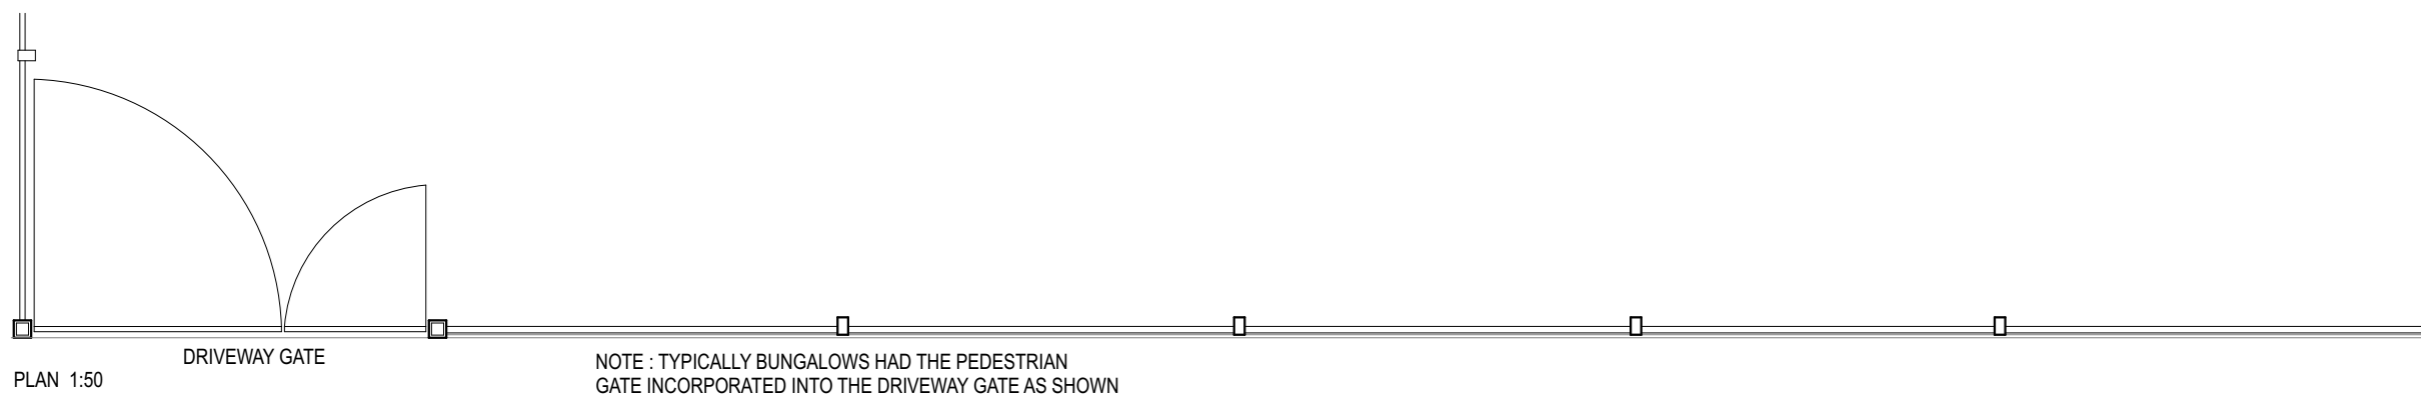 DRIVEWAY GATE
PLAN 1:50
NOTE : TYPICALLY BUNGALOWS HAD THE PEDESTRIAN
GATE INCORPORATED INTO THE DRIVEWAY GATE AS SHOWN